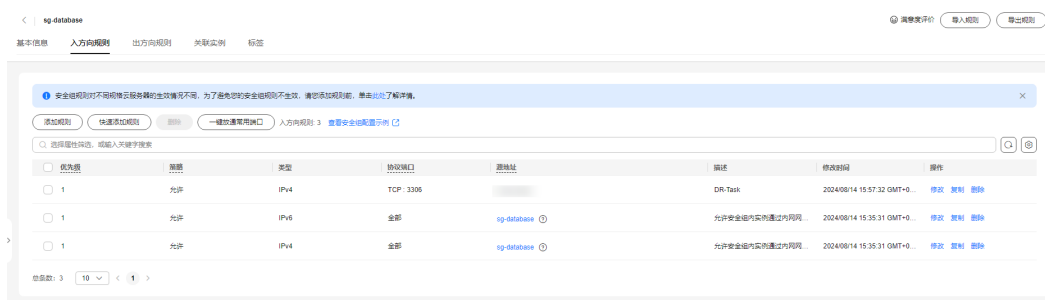 sg-database 满意度评价 导入规则 导出规则
基本信息 入方向规则 出方向规则 关联实例 标签
安全组规则对不同规格云服务器的生效情况不同，为了避免您的安全组规则不生效，请您添加规则前，单击此处了解详情。
添加规则 快速添加规则 删除 一键放通常用端口 入方向规则 3 查看安全组配置示例
选择属性筛选，或输入关键字搜索
优先级 策略 类型 协议端口 源地址 描述 修改时间 操作
1 允许 IPv4 TCP : 3306 DR-Task 2024/08/14 15:57:32 GMT+0... 修改 复制 删除
1 允许 IPv6 全部 sg-database 允许安全组内实例通过内网网... 2024/08/14 15:35:31 GMT+0... 修改 复制 删除
1 允许 IPv4 全部 sg-database 允许安全组内实例通过内网网... 2024/08/14 15:35:31 GMT+0... 修改 复制 删除
总条数: 3 10 1